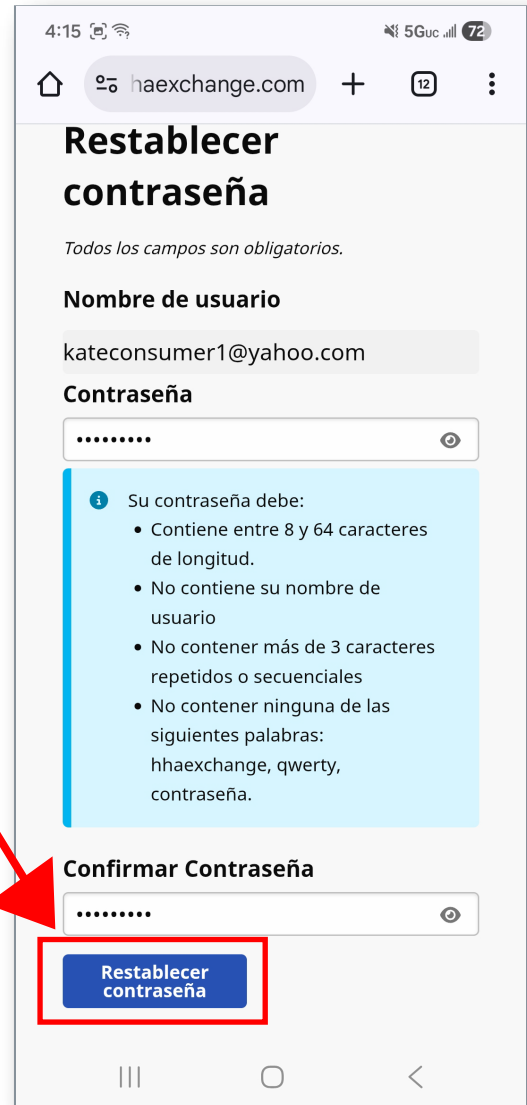 4:15 5Guc 72
haexchange.com 12
Restablecer
contraseña
Todos los campos son obligatorios.
Nombre de usuario
kateconsumer1@yahoo.com
Contraseña
•••••••••
Su contraseña debe:
• Contiene entre 8 y 64 caracteres
de longitud.
• No contiene su nombre de
usuario
• No contener más de 3 caracteres
repetidos o secuenciales
• No contener ninguna de las
siguientes palabras:
hhaexchange, qwerty,
contraseña.
Confirmar Contraseña
•••••••••
Restablecer
contraseña